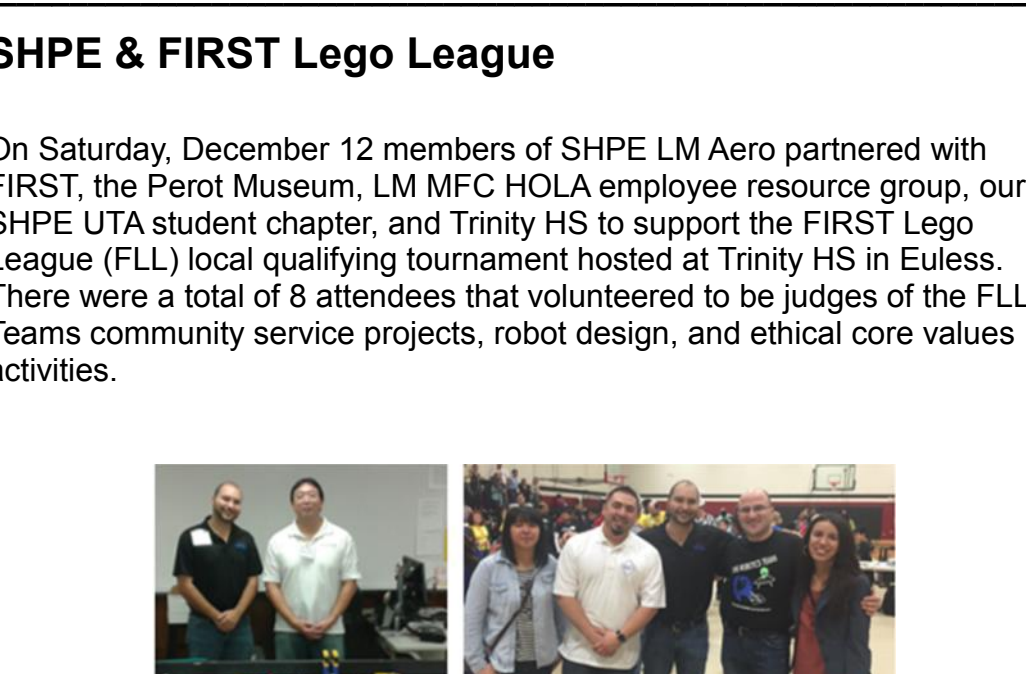 SHPE & FIRST Lego League
On Saturday, December 12 members of SHPE LM Aero partnered with
FIRST, the Perot Museum, LM MFC HOLA employee resource group, our
SHPE UTA student chapter, and Trinity HS to support the FIRST Lego
League (FLL) local qualifying tournament hosted at Trinity HS in Euless.
There were a total of 8 attendees that volunteered to be judges of the FLL
Teams community service projects, robot design, and ethical core values
activities.